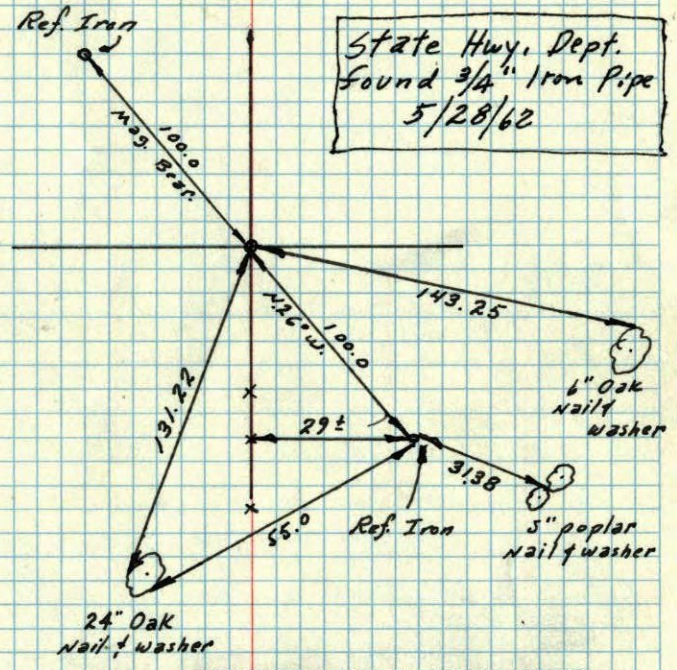 Ref. Iron
State Hwy. Dept.
found 3/4" Iron Pipe
5/28/62
100.0
Mag. Bear.
143.25
N.26°W.
100.0
6" Oak
Nail &
washer
131.22
29 ±
31.38
Ref. Iron
55.0
5" poplar
Nail & washer
24" Oak
Nail & washer